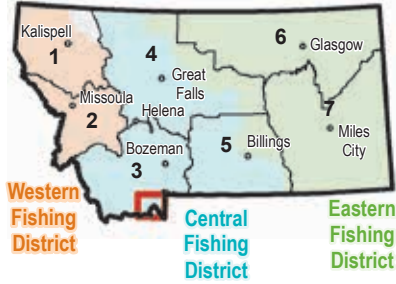 Kalispell
1
4
6
Glasgow
Great
Falls
Missoula
Helena
2
7
Miles
City
Bozeman
3
5
Billings
Western
Fishing
District
Central
Fishing
District
Eastern
Fishing
District